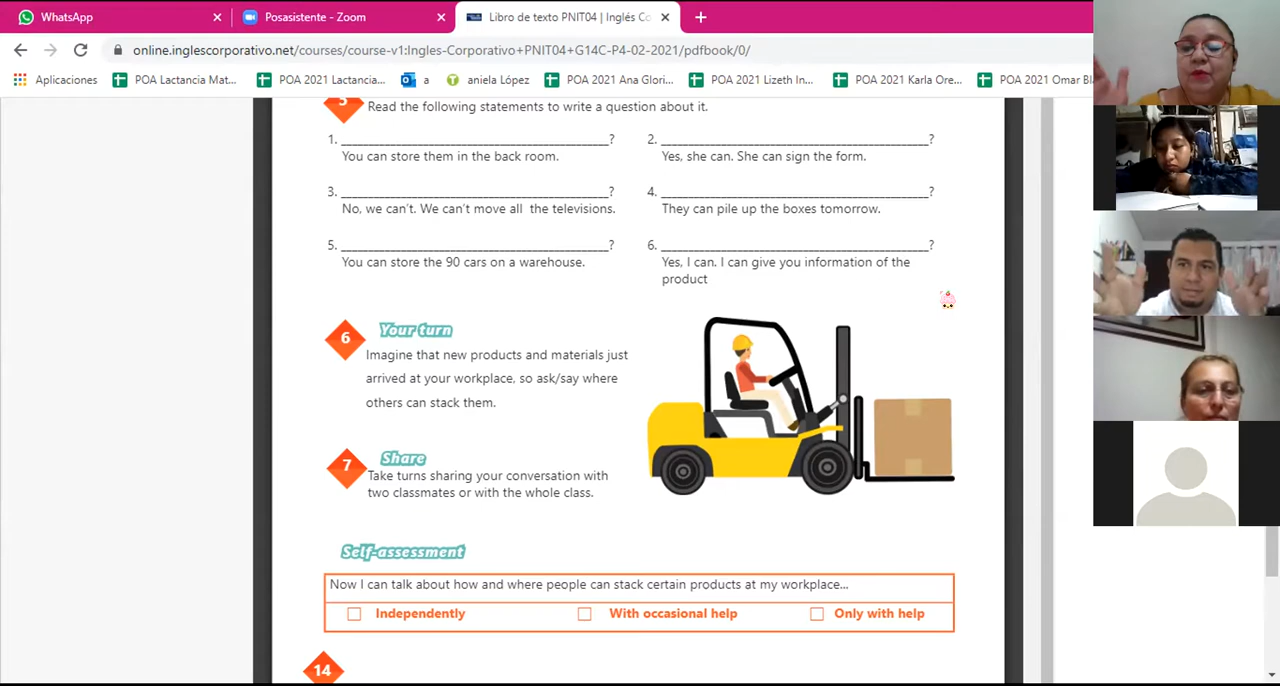 WhatsApp
Posasistente - Zoom
Libro de texto PNIT04 | Inglés Co
online.inglescorporativo.net/courses/course-v1:Ingles-Corporativo+PNIT04+G14C-P4-02-2021/pdfbook/0/
Aplicaciones
POA Lactancia Mat...
POA 2021 Lactancia...
a
aniela López
POA 2021 Ana Glori...
POA 2021 Lizeth In...
POA 2021 Karla Ore...
POA 2021 Omar Bl
5 Read the following statements to write a question about it.
1. ______________________________?
You can store them in the back room.
2. ______________________________?
Yes, she can. She can sign the form.
3. ______________________________?
No, we can't. We can't move all the televisions.
4. ______________________________?
They can pile up the boxes tomorrow.
5. ______________________________?
You can store the 90 cars on a warehouse.
6. ______________________________?
Yes, I can. I can give you information of the
product
6 Your turn
Imagine that new products and materials just
arrived at your workplace, so ask/say where
others can stack them.
7 Share
Take turns sharing your conversation with
two classmates or with the whole class.
Self-assessment
Now I can talk about how and where people can stack certain products at my workplace...
Independently
With occasional help
Only with help
14